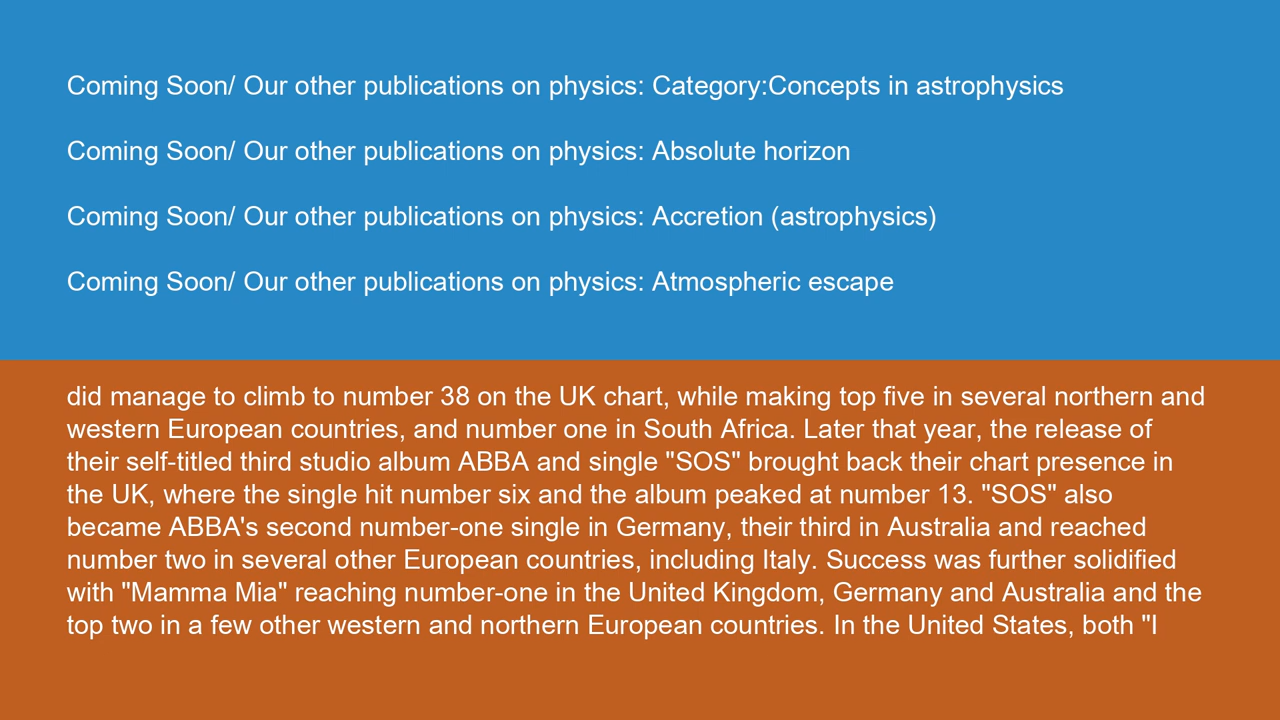 Coming Soon/ Our other publications on physics: Category:Concepts in astrophysics
Coming Soon/ Our other publications on physics: Absolute horizon
Coming Soon/ Our other publications on physics: Accretion (astrophysics)
Coming Soon/ Our other publications on physics: Atmospheric escape
did manage to climb to number 38 on the UK chart, while making top five in several northern and
western European countries, and number one in South Africa. Later that year, the release of
their self-titled third studio album ABBA and single "SOS" brought back their chart presence in
the UK, where the single hit number six and the album peaked at number 13. "SOS" also
became ABBA's second number-one single in Germany, their third in Australia and reached
number two in several other European countries, including Italy. Success was further solidified
with "Mamma Mia" reaching number-one in the United Kingdom, Germany and Australia and the
top two in a few other western and northern European countries. In the United States, both "I